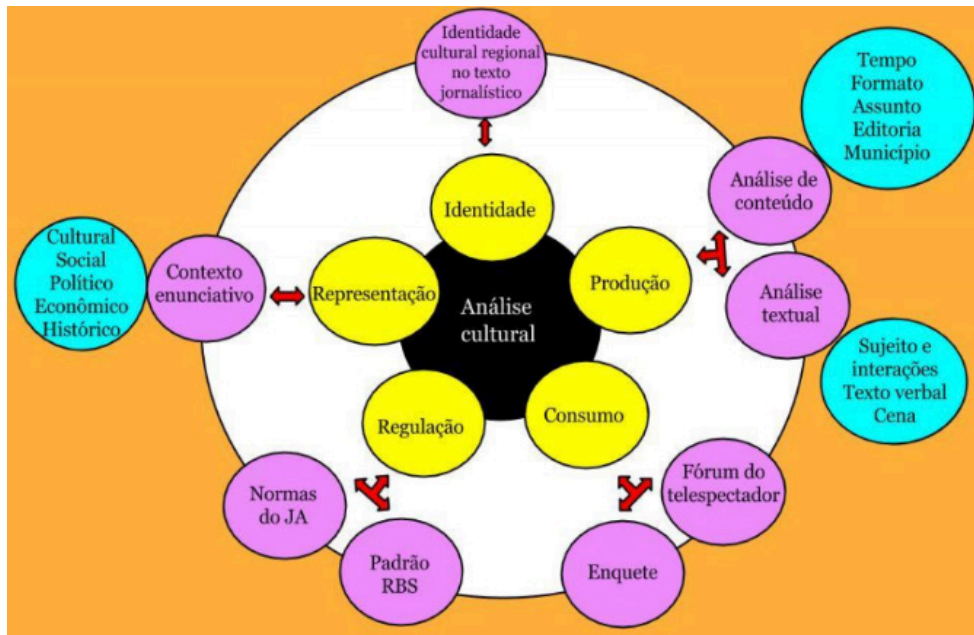 Identidade
cultural regional
no texto
jornalístico
Tempo
Formato
Assunto
Editoria
Município
Análise de
conteúdo
Identidade
Cultural
Social
Político
Econômico
Histórico
Contexto
enunciativo
Representação
Análise
cultural
Produção
Análise
textual
Sujeito e
interações
Texto verbal
Cena
Regulação
Consumo
Normas
do JA
Padrão
RBS
Enquete
Fórum do
telespectador